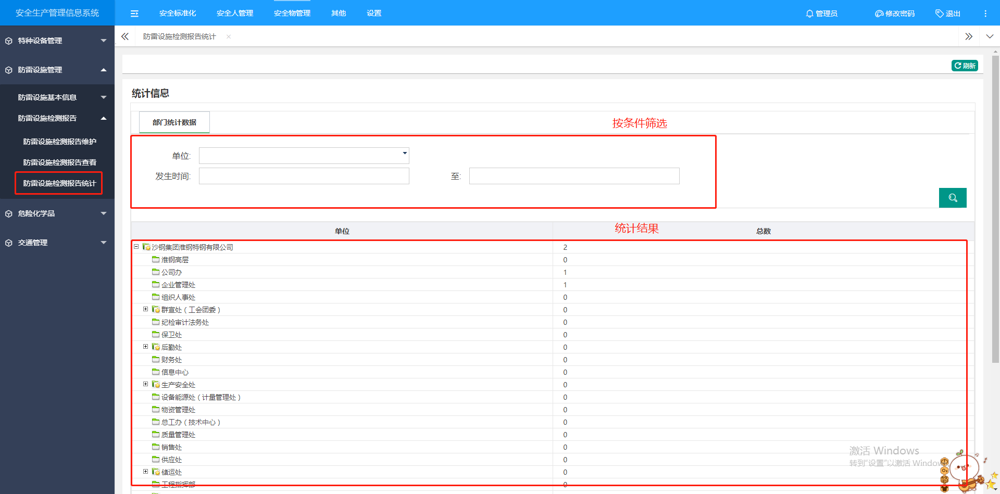 安全生产管理信息系统
安全标准化 安全人管理 安全物管理 其他 设置
管理员 修改密码 退出
特种设备管理
防雷设施管理
防雷设施基本信息
防雷设施检测报告
防雷设施检测报告维护
防雷设施检测报告查看
防雷设施检测报告统计
危险化学品
交通管理
防雷设施检测报告统计 ×
刷新
统计信息
部门统计数据
按条件筛选
单位:
发生时间: 至:
单位 统计结果 总数
沙钢集团淮钢特钢有限公司 2
淮钢高层 0
公司办 1
企业管理处 1
组织人事处 0
群宣处（工会团委） 0
纪检审计法务处 0
保卫处 0
后勤处 0
财务处 0
信息中心 0
生产安全处 0
设备能源处（计量管理处） 0
物资管理处 0
总工办（技术中心） 0
质量管理处 0
销售处 0
供应处 0
储运处 0
工程指挥部 0
激活 Windows
转到"设置"以激活 Windows
中
简